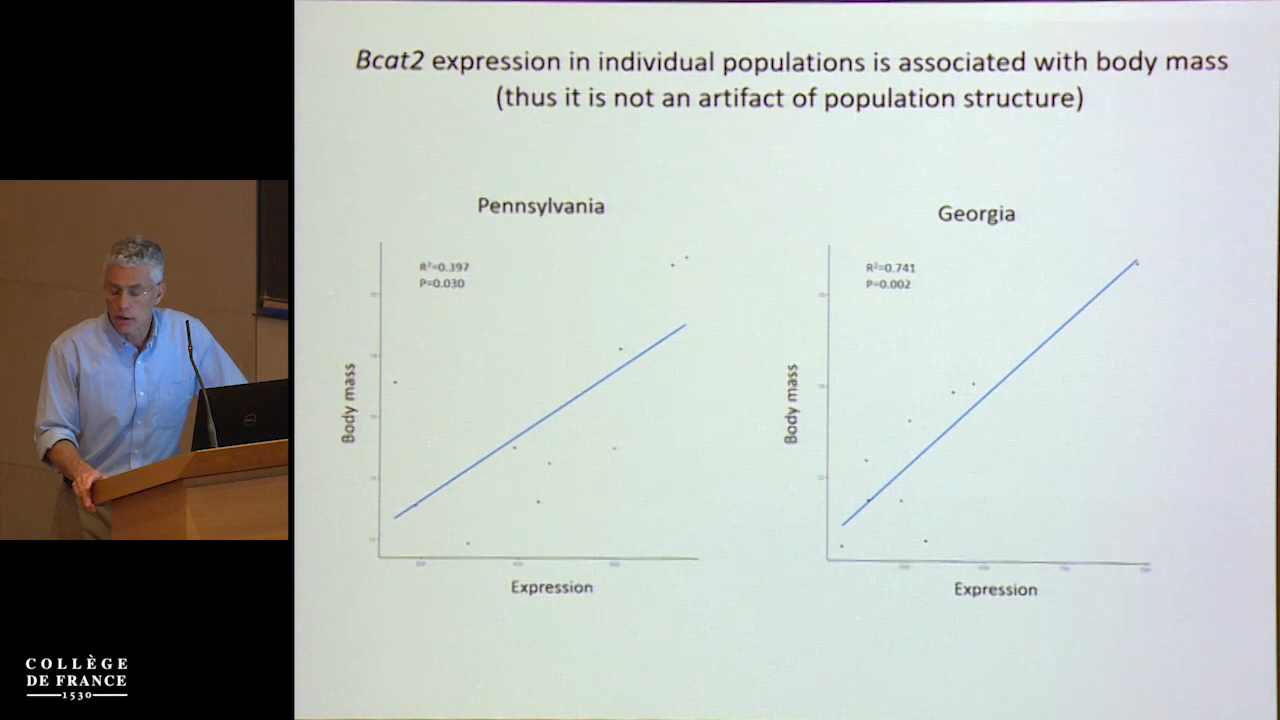 Bcat2 expression in individual populations is associated with body mass
(thus it is not an artifact of population structure)
Pennsylvania
R²=0.397
P=0.030
Body mass
Expression
Georgia
R²=0.741
P=0.002
Body mass
Expression
COLLÈGE
DE FRANCE
1530